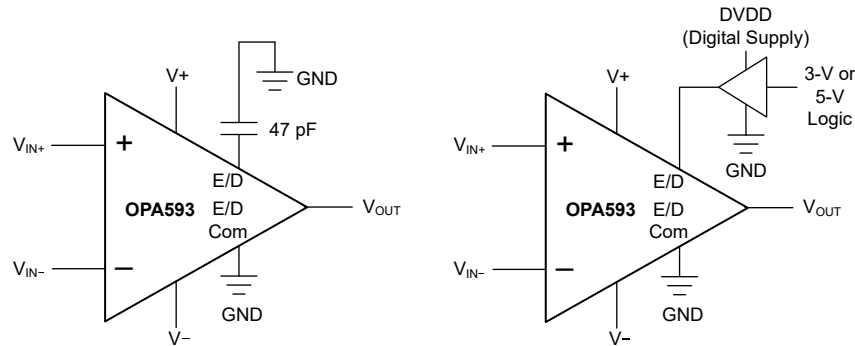 V+
GND
47 pF
VIN+
+
E/D
OPA593
E/D
Com
VOUT
VIN−
−
GND
V−
DVDD
(Digital Supply)
V+
3-V or
5-V
Logic
GND
VIN+
+
E/D
OPA593
E/D
Com
VOUT
VIN−
−
GND
V−